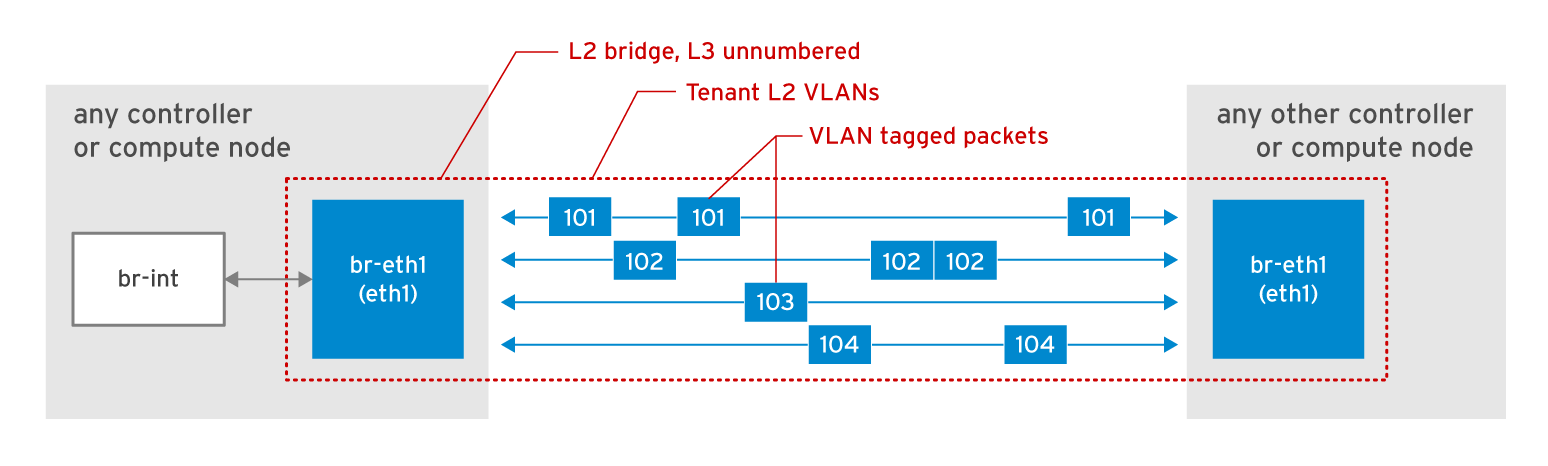 L2 bridge, L3 unnumbered
Tenant L2 VLANs
VLAN tagged packets
any controller
or compute node
any other controller
or compute node
br-int
br-eth1
(eth1)
101 101 101
102 102 102
103
104 104
br-eth1
(eth1)